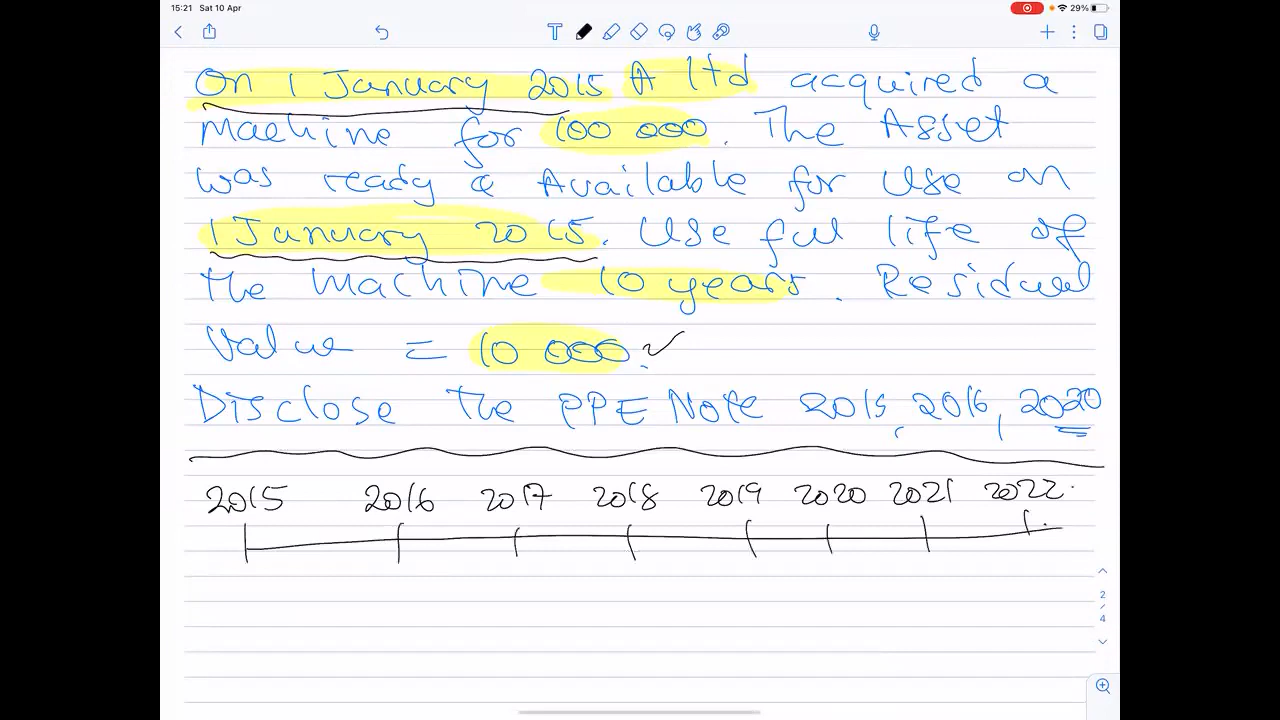 15:21 Sat 10 Apr
29%
On 1 January 2015 A ltd acquired a
machine for 100 000. The Asset
was ready & Available for use on
1 January 2015. Useful life of
the machine 10 years. Residual
Value = 10 000.
Disclose the PPE Note 2015, 2016, 2020
2015 2016 2017 2018 2019 2020 2021 2022.
2
/
4